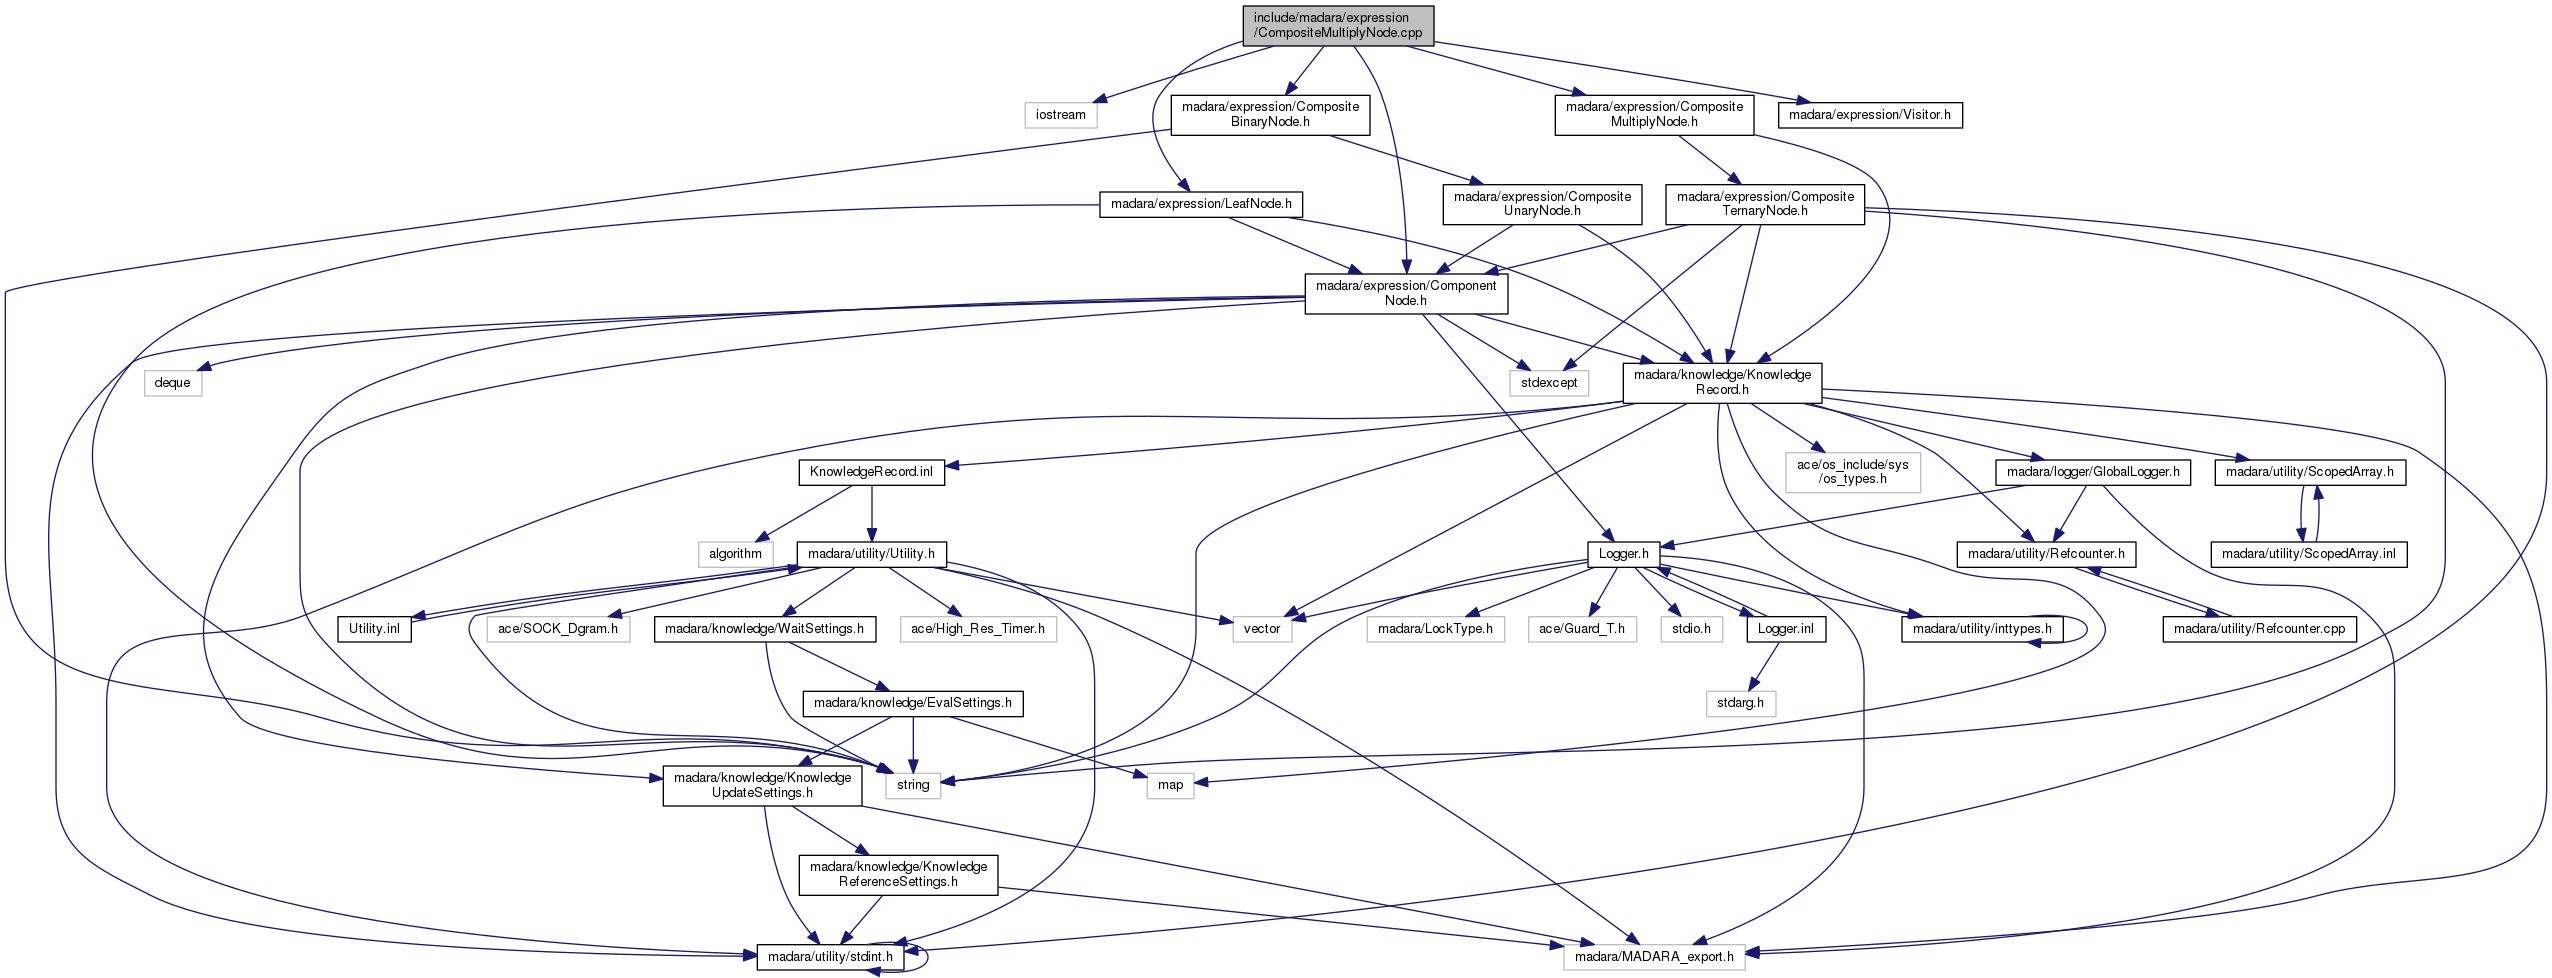 include/madara/expression
/CompositeMultiplyNode.cpp
iostream
madara/expression/Composite
BinaryNode.h
madara/expression/Composite
MultiplyNode.h
madara/expression/Visitor.h
madara/expression/LeafNode.h
madara/expression/Composite
UnaryNode.h
madara/expression/Composite
TernaryNode.h
madara/expression/Component
Node.h
deque
stdexcept
madara/knowledge/Knowledge
Record.h
KnowledgeRecord.inl
ace/os_include/sys
/os_types.h
madara/logger/GlobalLogger.h
madara/utility/ScopedArray.h
algorithm
madara/utility/Utility.h
Logger.h
madara/utility/Refcounter.h
madara/utility/ScopedArray.inl
Utility.inl
ace/SOCK_Dgram.h
madara/knowledge/WaitSettings.h
ace/High_Res_Timer.h
vector
madara/LockType.h
ace/Guard_T.h
stdio.h
Logger.inl
madara/utility/inttypes.h
madara/utility/Refcounter.cpp
madara/knowledge/EvalSettings.h
stdarg.h
madara/knowledge/Knowledge
UpdateSettings.h
string
map
madara/knowledge/Knowledge
ReferenceSettings.h
madara/utility/stdint.h
madara/MADARA_export.h